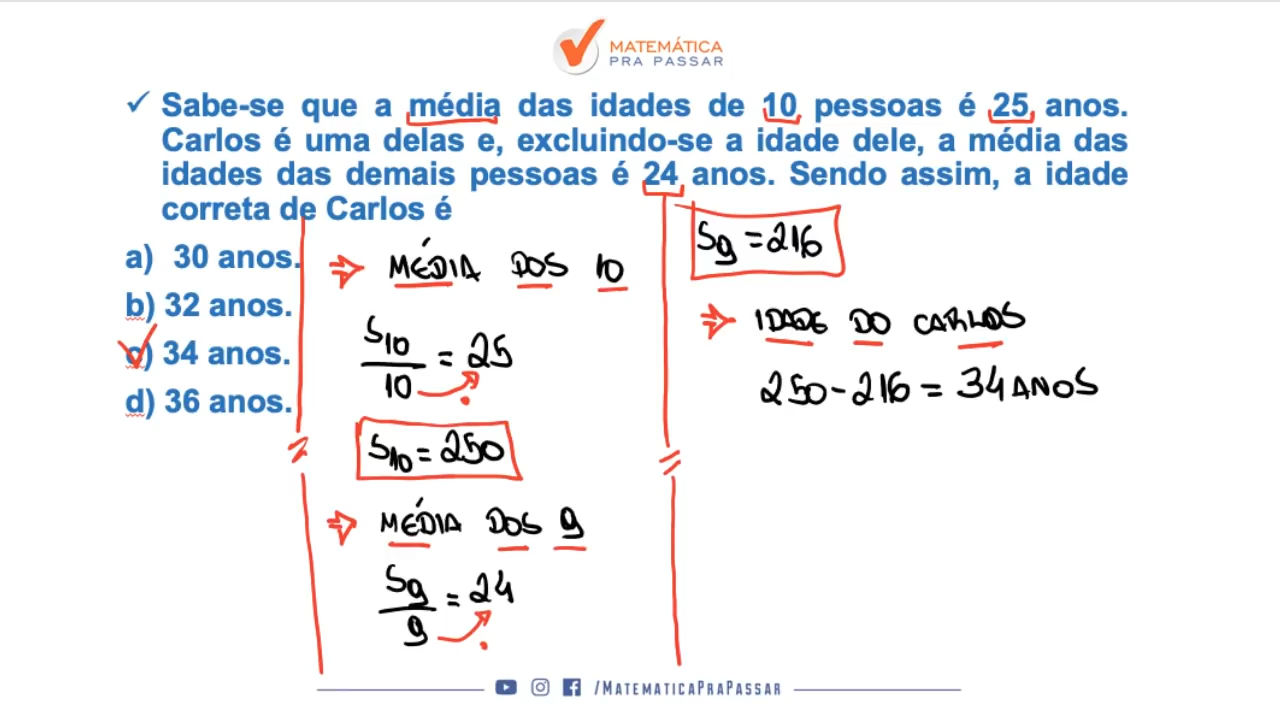 MATEMÁTICA
PRA PASSAR
✓ Sabe-se que a média das idades de 10 pessoas é 25 anos.
Carlos é uma delas e, excluindo-se a idade dele, a média das
idades das demais pessoas é 24 anos. Sendo assim, a idade
correta de Carlos é
a) 30 anos.
b) 32 anos.
c) 34 anos.
d) 36 anos.
⇒ MÉDIA DOS 10
S10/10 = 25
S10 = 250
⇒ MÉDIA DOS 9
S9/9 = 24
S9 = 216
⇒ IDADE DO CARLOS
250 - 216 = 34 ANOS
/MATEMATICAPRAPASSAR